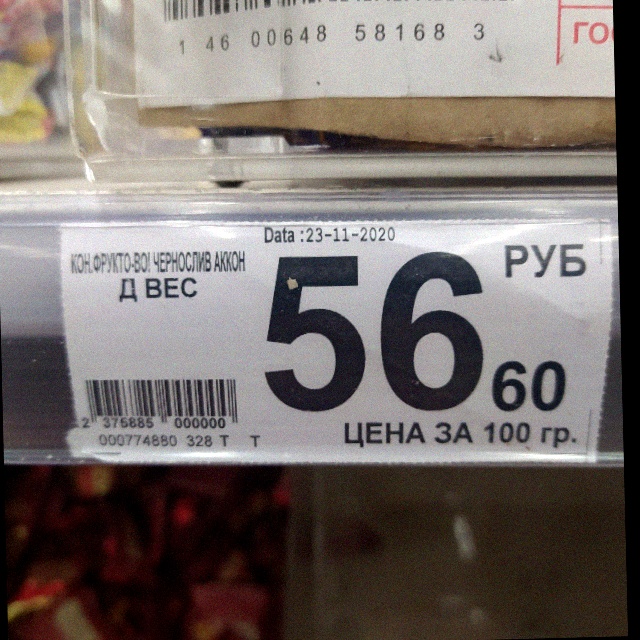 1 46 00648 58168 3
ГО
Data :23-11-2020
КОН.ФРУКТО-ВО! ЧЕРНОСЛИВ АККОН
Д ВЕС
56 60
РУБ
2 375885 000000
000774880 328 Т Т
ЦЕНА ЗА 100 гр.